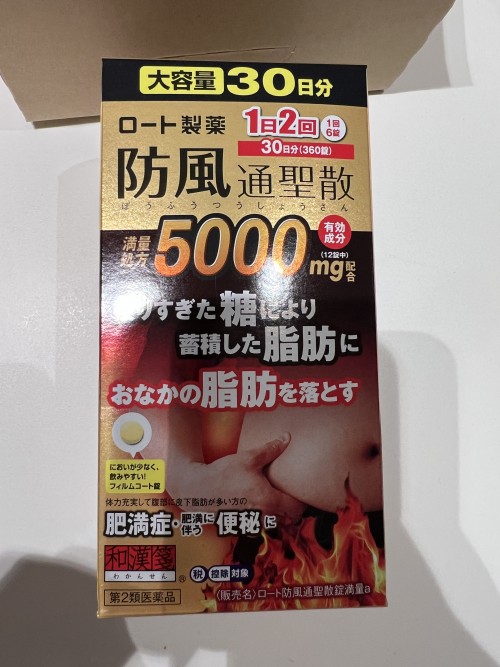 大容量30日分
ロート製薬
1日2回
1回6錠
30日分(360錠)
防風通聖散
ぼうふうつうしょうさん
満量処方
5000mg配合
(12錠中)
有効成分
りすぎた糖により
蓄積した脂肪に
おなかの脂肪を落とす
においが少なく、
飲みやすい!
フィルムコート錠
体力充実して腹部に皮下脂肪が多い方の
肥満症・肥満に伴う便秘に
和漢箋®
わかんせん
税控除対象
第2類医薬品
〈販売名〉ロート防風通聖散錠満量a